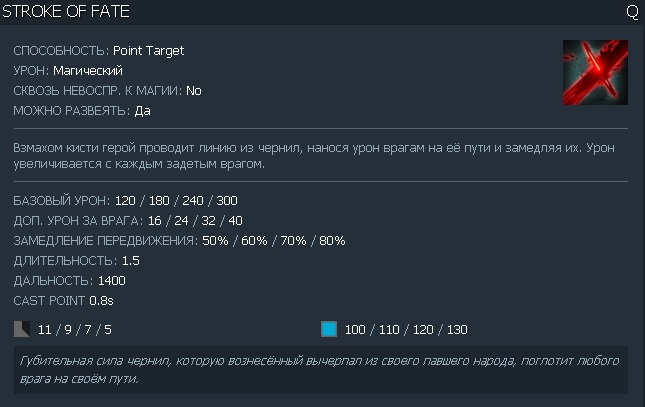 STROKE OF FATE Q
СПОСОБНОСТЬ: Point Target
УРОН: Магический
СКВОЗЬ НЕВОСПР. К МАГИИ: No
МОЖНО РАЗВЕЯТЬ: Да
Взмахом кисти герой проводит линию из чернил, нанося урон врагам на её пути и замедляя их. Урон
увеличивается с каждым задетым врагом.
БАЗОВЫЙ УРОН: 120 / 180 / 240 / 300
ДОП. УРОН ЗА ВРАГА: 16 / 24 / 32 / 40
ЗАМЕДЛЕНИЕ ПЕРЕДВИЖЕНИЯ: 50% / 60% / 70% / 80%
ДЛИТЕЛЬНОСТЬ: 1.5
ДАЛЬНОСТЬ: 1400
CAST POINT 0.8s
11 / 9 / 7 / 5 100 / 110 / 120 / 130
Губительная сила чернил, которую вознесённый вычерпал из своего павшего народа, поглотит любого
врага на своём пути.